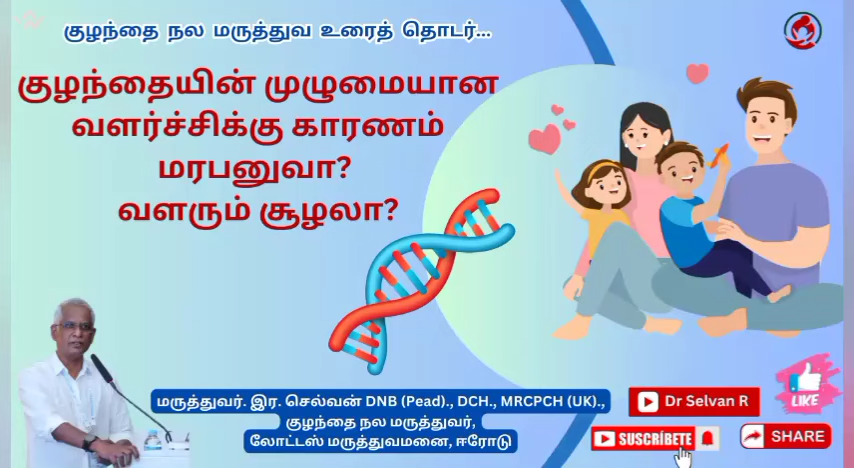 குழந்தை நல மருத்துவ உரைத் தொடர்...
குழந்தையின் முழுமையான
வளர்ச்சிக்கு காரணம்
மரபனுவா?
வளரும் சூழலா?
மருத்துவர். இர. செல்வன் DNB (Pead)., DCH., MRCPCH (UK).,
குழந்தை நல மருத்துவர்,
லோட்டஸ் மருத்துவமனை, ஈரோடு
Dr Selvan R
LIKE
SUSCRÍBETE
SHARE